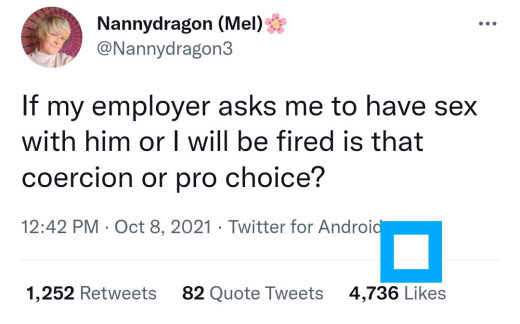 Nannydragon (Mel)🌸
@Nannydragon3
If my employer asks me to have sex
with him or I will be fired is that
coercion or pro choice?
12:42 PM · Oct 8, 2021 · Twitter for Android
1,252 Retweets 82 Quote Tweets 4,736 Likes